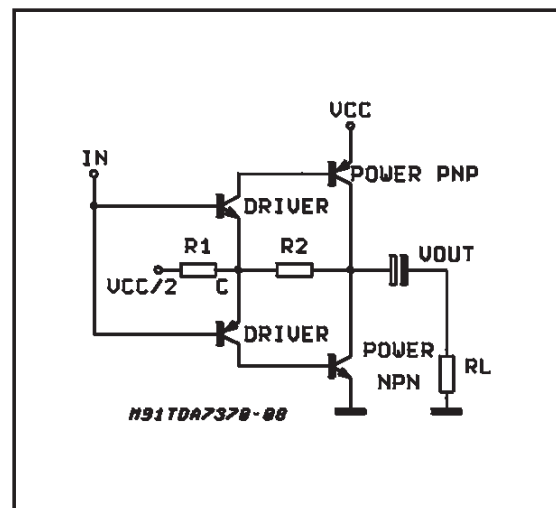 VCC
IN
POWER PNP
DRIVER
R1 R2 VOUT
VCC/2 C
DRIVER
POWER
NPN
RL
M91TDA7370-08